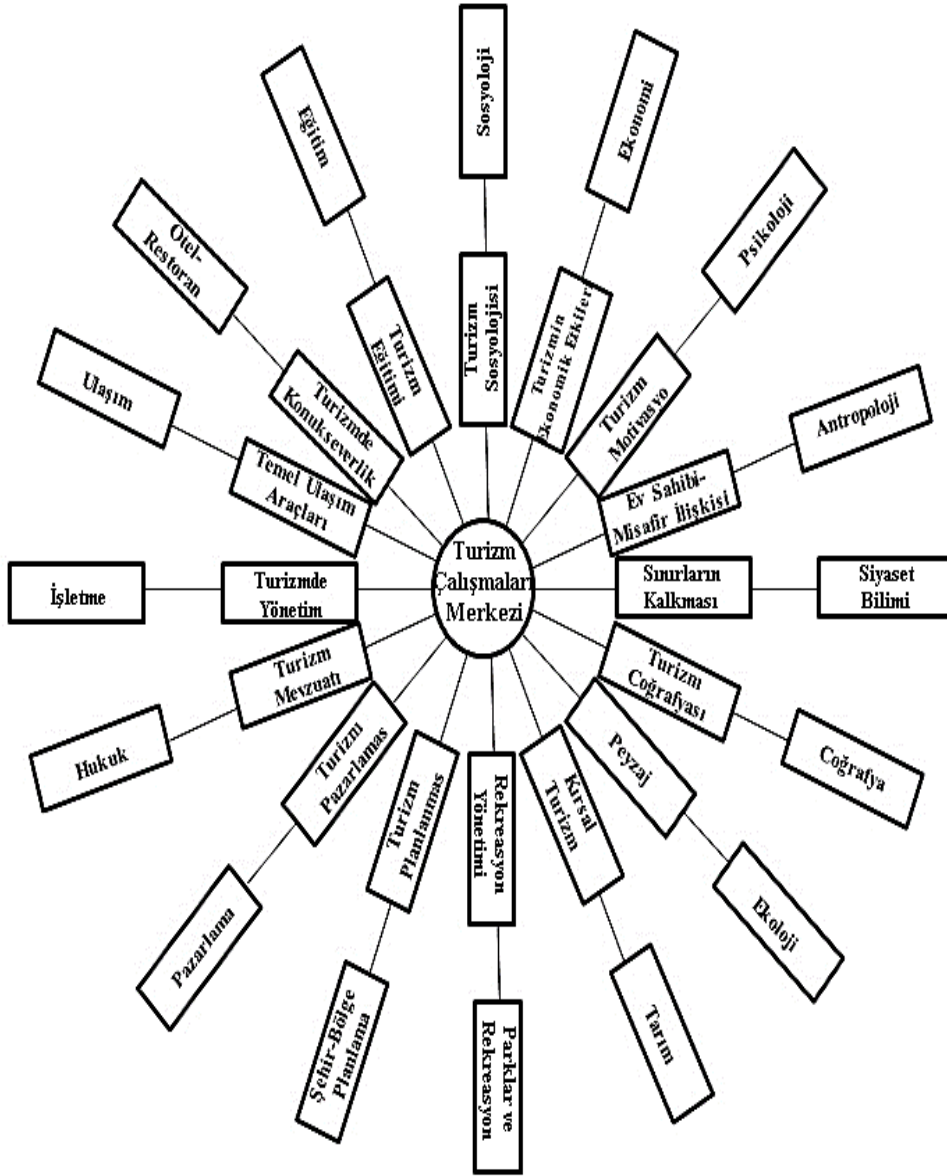 Sosyoloji
Turizm
Sosyolojisi
Ekonomi
Turizmin
Ekonomik Etkiler
Psikoloji
Turizm
Motivasyo
Antropoloji
Ev Sahibi-
Misafir İlişkisi
Siyaset
Bilimi
Sınırların
Kalkması
Coğrafya
Turizm
Coğrafyası
Ekoloji
Peyzaj
Tarım
Kırsal
Turizm
Parklar ve
Rekreasyon
Rekreasyon
Yönetimi
Şehir-Bölge
Planlama
Turizm
Planlanmas
Pazarlama
Turizm
Pazarlamas
Hukuk
Turizm
Mevzuatı
İşletme
Turizmde
Yönetim
Ulaşım
Temel Ulaşım
Araçları
Otel-
Restoran
Turizmde
Konukseverlik
Eğitim
Turizm
Eğitimi
Turizm
Çalışmaları
Merkezi